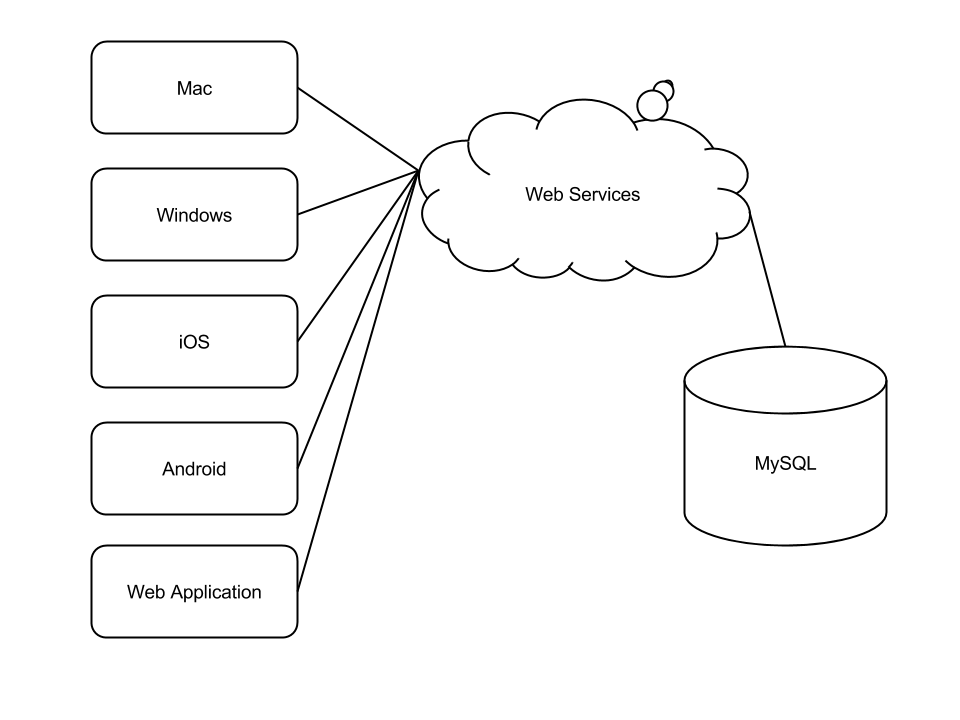 Mac
Windows
iOS
Android
Web Application
Web Services
MySQL